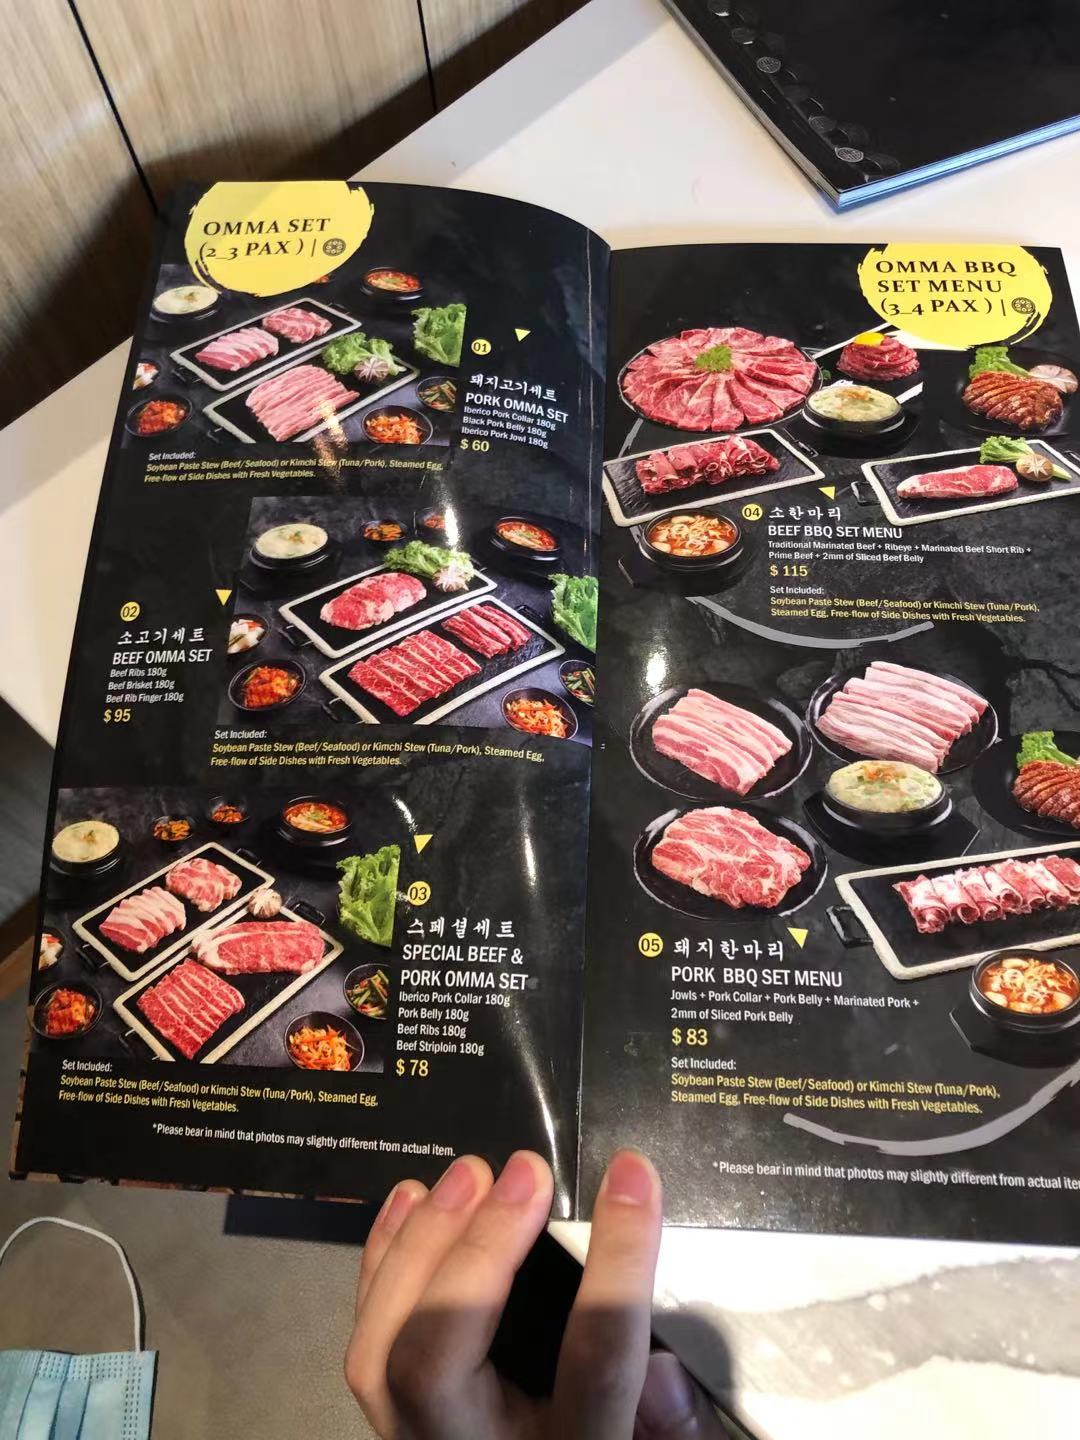 OMMA SET
(2_3 PAX) |
01
돼지고기세트
PORK OMMA SET
Iberico Pork Collar 180g
Black Pork Belly 180g
Iberico Pork Jowl 180g
$ 60
Set Included:
Soybean Paste Stew (Beef/Seafood) or Kimchi Stew (Tuna/Pork), Steamed Egg,
Free-flow of Side Dishes with Fresh Vegetables.
02
소고기세트
BEEF OMMA SET
Beef Ribs 180g
Beef Brisket 180g
Beef Rib Finger 180g
$ 95
Set Included:
Soybean Paste Stew (Beef/Seafood) or Kimchi Stew (Tuna/Pork), Steamed Egg,
Free-flow of Side Dishes with Fresh Vegetables.
03
스페셜세트
SPECIAL BEEF &
PORK OMMA SET
Iberico Pork Collar 180g
Pork Belly 180g
Beef Ribs 180g
Beef Striploin 180g
$ 78
Set Included:
Soybean Paste Stew (Beef/Seafood) or Kimchi Stew (Tuna/Pork), Steamed Egg,
Free-flow of Side Dishes with Fresh Vegetables.
*Please bear in mind that photos may slightly different from actual item.
OMMA BBQ
SET MENU
(3_4 PAX) |
04
소한마리
BEEF BBQ SET MENU
Traditional Marinated Beef + Ribeye + Marinated Beef Short Rib +
Prime Beef + 2mm of Sliced Beef Belly
$ 115
Set Included:
Soybean Paste Stew (Beef/Seafood) or Kimchi Stew (Tuna/Pork),
Steamed Egg, Free-flow of Side Dishes with Fresh Vegetables.
05
돼지한마리
PORK BBQ SET MENU
Jowls + Pork Collar + Pork Belly + Marinated Pork +
2mm of Sliced Pork Belly
$ 83
Set Included:
Soybean Paste Stew (Beef/Seafood) or Kimchi Stew (Tuna/Pork),
Steamed Egg, Free-flow of Side Dishes with Fresh Vegetables.
*Please bear in mind that photos may slightly different from actual